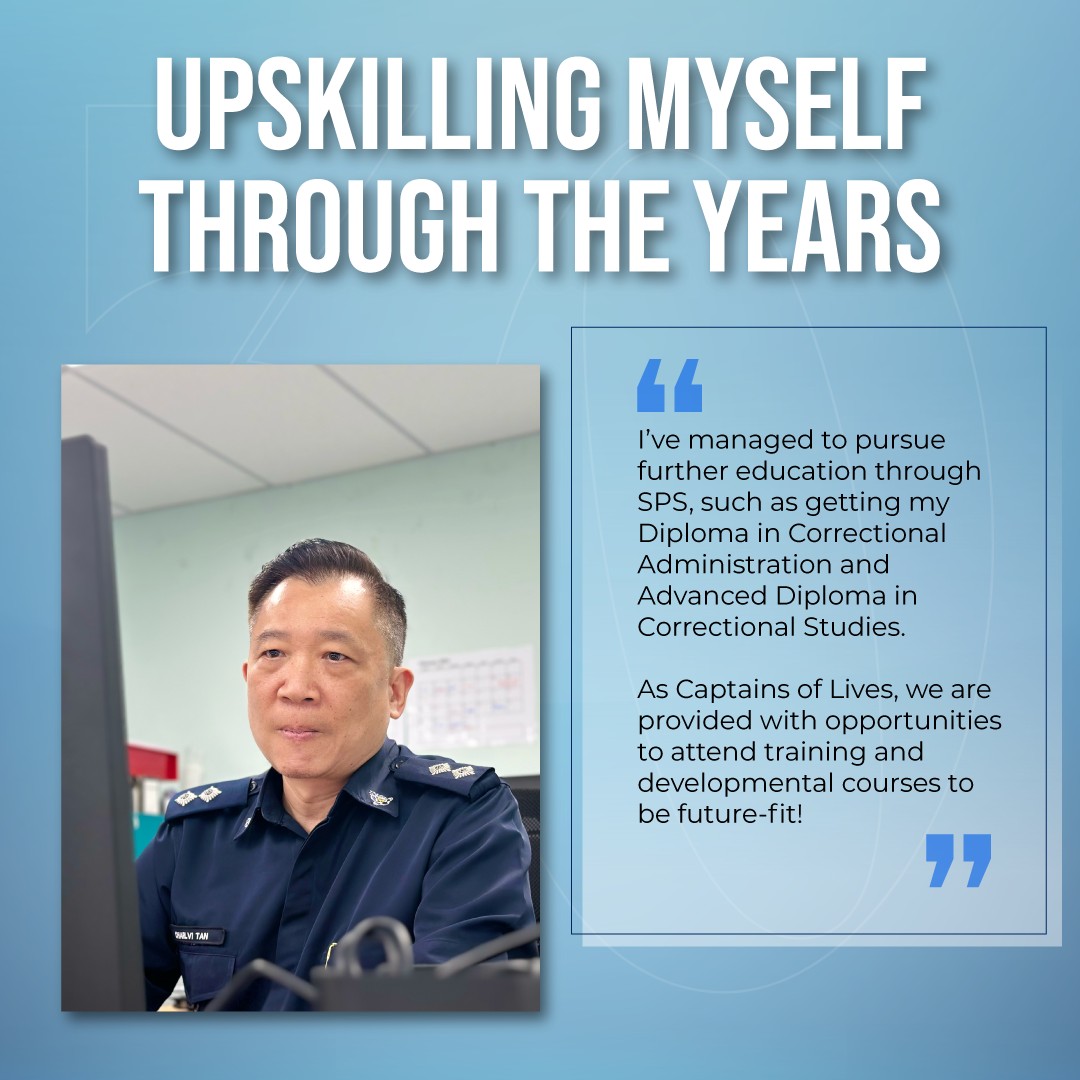 UPSKILLING MYSELF
THROUGH THE YEARS
“
I’ve managed to pursue
further education through
SPS, such as getting my
Diploma in Correctional
Administration and
Advanced Diploma in
Correctional Studies.
As Captains of Lives, we are
provided with opportunities
to attend training and
developmental courses to
be future-fit!
”
TAN